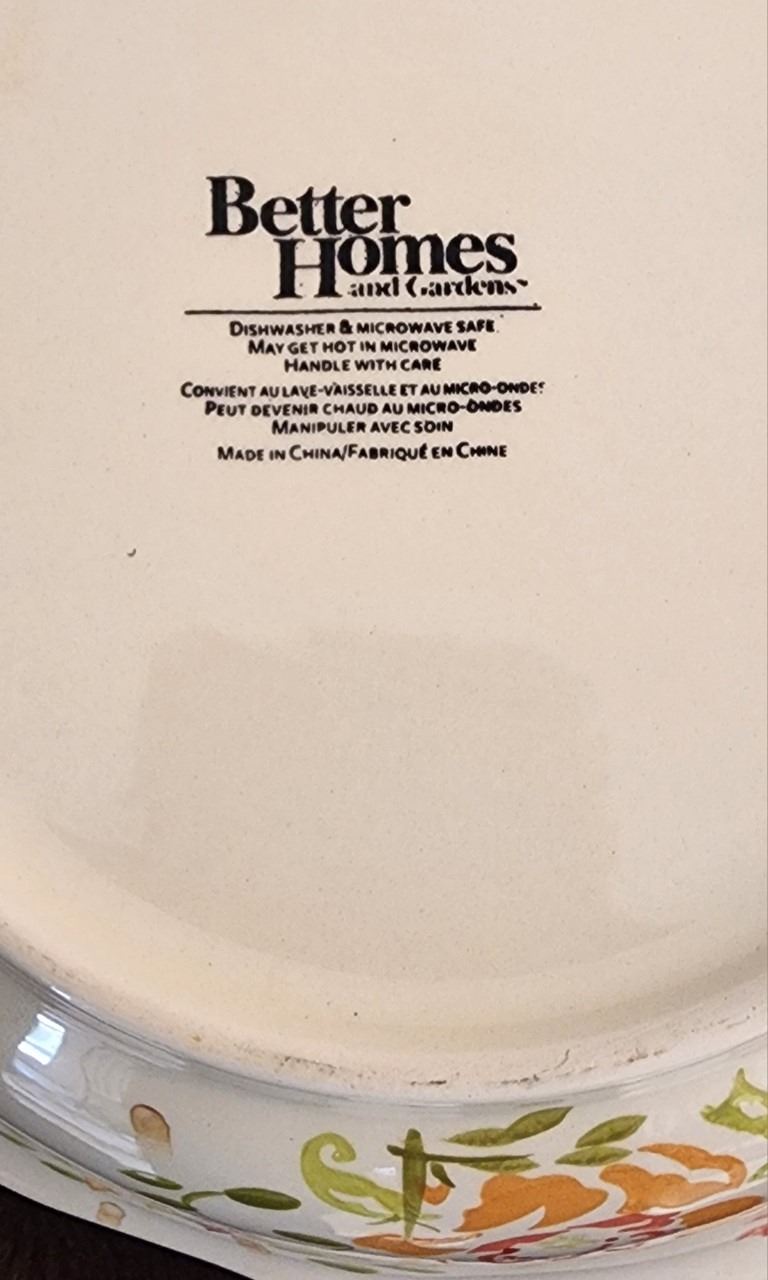 Better
Homes
and Gardens™
DISHWASHER & MICROWAVE SAFE
MAY GET HOT IN MICROWAVE
HANDLE WITH CARE
CONVIENT AU LAVE-VAISSELLE ET AU MICRO-ONDES
PEUT DEVENIR CHAUD AU MICRO-ONDES
MANIPULER AVEC SOIN
MADE IN CHINA/FABRIQUÉ EN CHINE